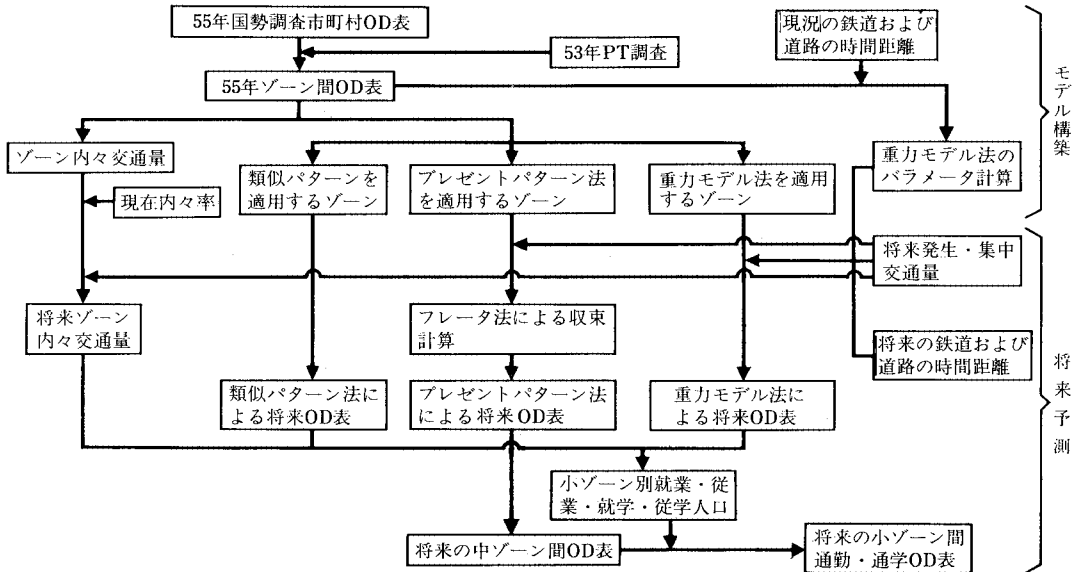 55年国勢調査市町村OD表
現況の鉄道および
道路の時間距離
53年PT調査
55年ゾーン間OD表
モデル構築
ゾーン内々交通量
類似パターンを
適用するゾーン
プレゼントパターン法
を適用するゾーン
重力モデル法を適用
するゾーン
重力モデル法の
パラメータ計算
現在内々率
将来発生・集中
交通量
将来ゾーン
内々交通量
フレータ法による収束
計算
将来の鉄道および
道路の時間距離
将来予測
類似パターン法に
よる将来OD表
プレゼントパターン法
による将来OD表
重力モデル法に
よる将来OD表
小ゾーン別就業・従
業・就学・従学人口
将来の中ゾーン間OD表
将来の小ゾーン間
通勤・通学OD表